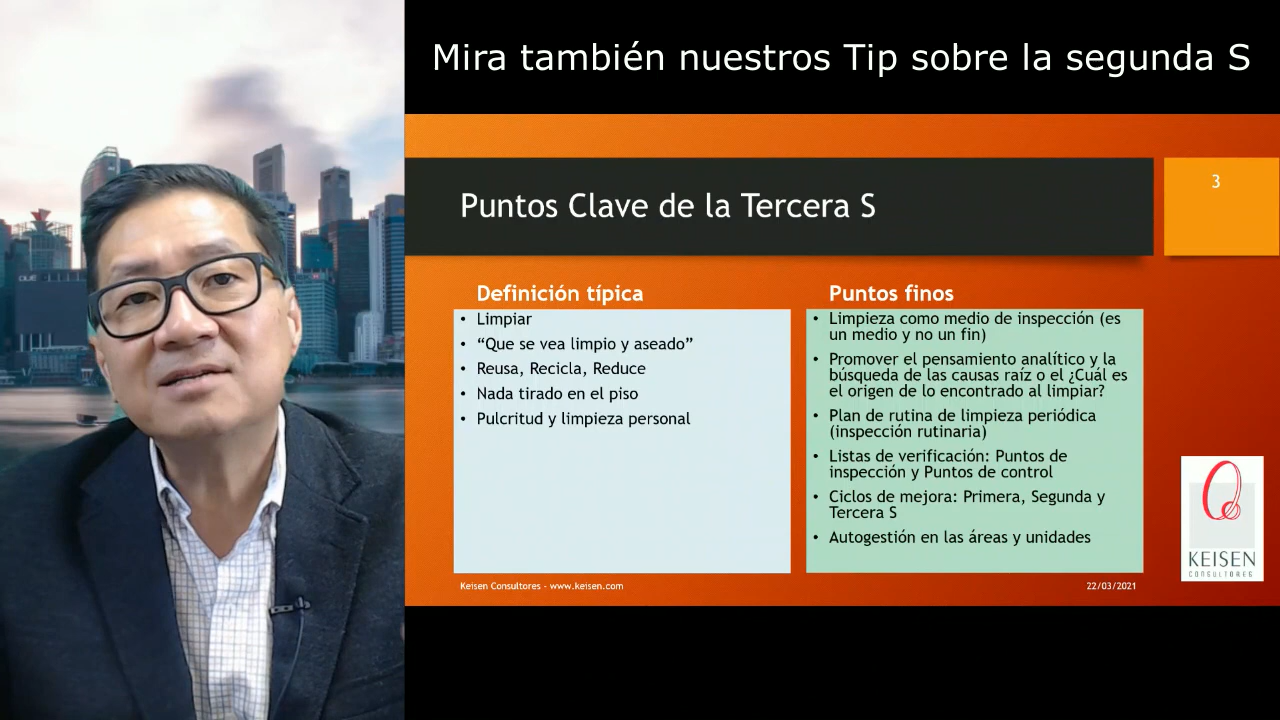 Mira también nuestros Tip sobre la segunda S
Puntos Clave de la Tercera S
3
Definición típica
• Limpiar
• “Que se vea limpio y aseado”
• Reusa, Recicla, Reduce
• Nada tirado en el piso
• Pulcritud y limpieza personal
Puntos finos
• Limpieza como medio de inspección (es
un medio y no un fin)
• Promover el pensamiento analítico y la
búsqueda de las causas raíz o el ¿Cuál es
el origen de lo encontrado al limpiar?
• Plan de rutina de limpieza periódica
(inspección rutinaria)
• Listas de verificación: Puntos de
inspección y Puntos de control
• Ciclos de mejora: Primera, Segunda y
Tercera S
• Autogestión en las áreas y unidades
Keisen Consultores - www.keisen.com
22/03/2021
KEISEN
CONSULTORES